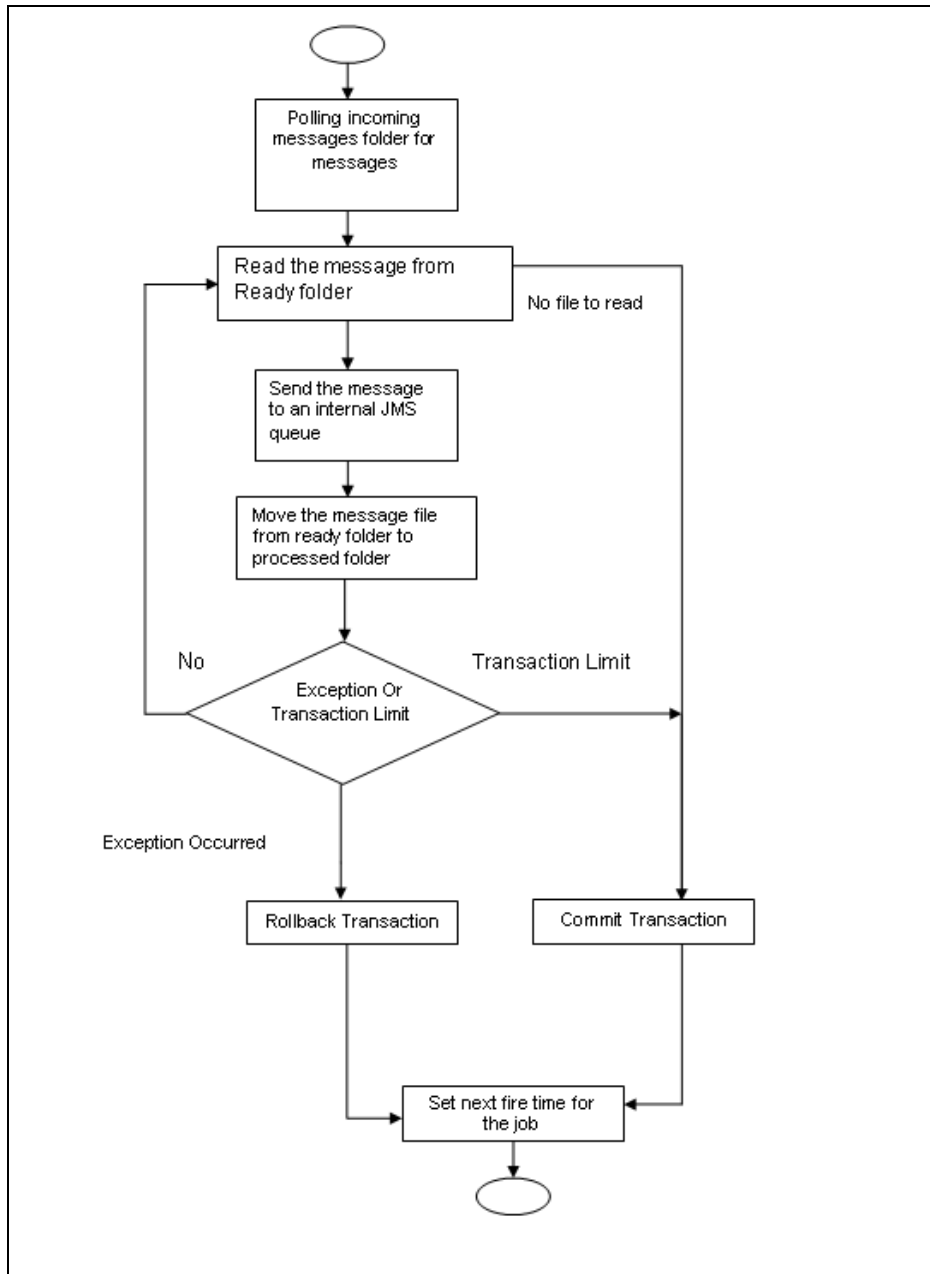 Polling incoming
messages folder for
messages
Read the message from
Ready folder
No file to read
Send the message
to an internal JMS
queue
Move the message file
from ready folder to
processed folder
No
Transaction Limit
Exception Or
Transaction Limit
Exception Occurred
Rollback Transaction
Commit Transaction
Set next fire time for
the job